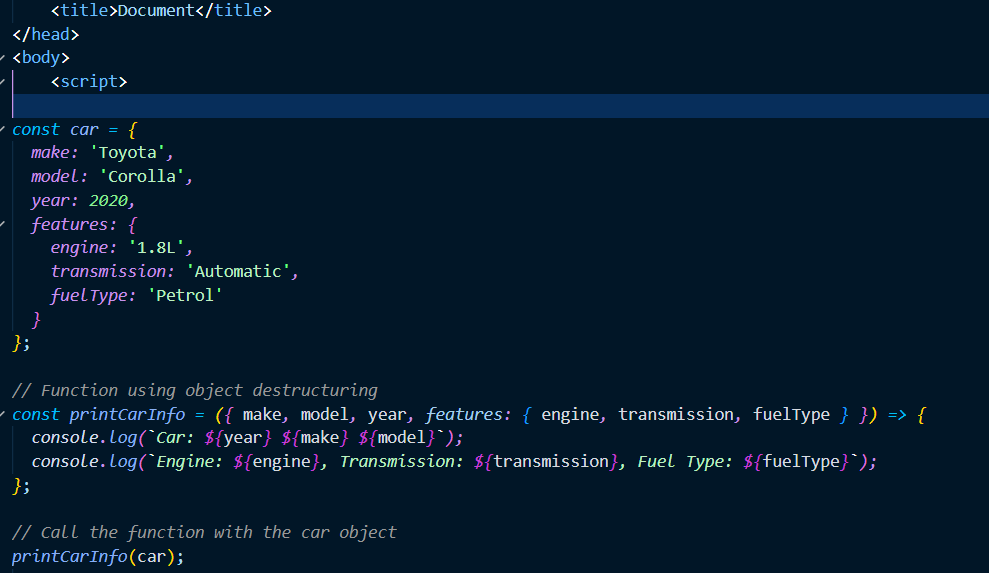 <title>Document</title>
</head>
<body>
    <script>

const car = {
  make: 'Toyota',
  model: 'Corolla',
  year: 2020,
  features: {
    engine: '1.8L',
    transmission: 'Automatic',
    fuelType: 'Petrol'
  }
};

// Function using object destructuring
const printCarInfo = ({ make, model, year, features: { engine, transmission, fuelType } }) => {
  console.log(`Car: ${year} ${make} ${model}`);
  console.log(`Engine: ${engine}, Transmission: ${transmission}, Fuel Type: ${fuelType}`);
};

// Call the function with the car object
printCarInfo(car);